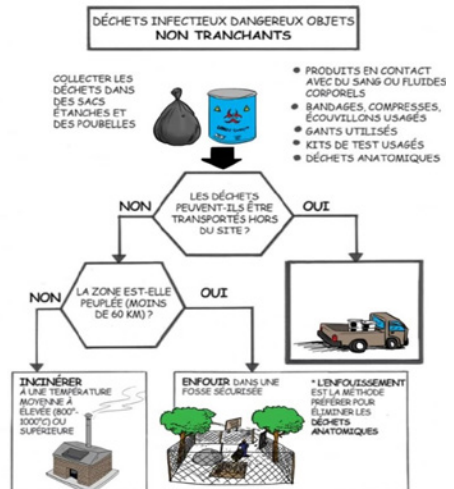 DÉCHETS INFECTIEUX DANGEREUX OBJETS
NON TRANCHANTS
COLLECTER LES
DÉCHETS DANS
DES SACS
ÉTANCHES ET
DES POUBELLES
• PRODUITS EN CONTACT
AVEC DU SANG OU FLUIDES
CORPORELS
• BANDAGES, COMPRESSES,
ÉCOUVILLONS USAGÉS
• GANTS UTILISÉS
• KITS DE TEST USAGÉS
• DÉCHETS ANATOMIQUES
LES DÉCHETS
PEUVENT-ILS ÊTRE
TRANSPORTÉS HORS
DU SITE ?
NON
OUI
LA ZONE EST-ELLE
PEUPLÉE (MOINS
DE 60 KM) ?
NON
OUI
INCINÉRER
À UNE TEMPÉRATURE
MOYENNE À
ÉLEVÉE (800°-
1000°C) OU
SUPÉRIEURE
ENFOUIR DANS UNE
FOSSE SÉCURISÉE
* L'ENFOUISSEMENT
EST LA MÉTHODE
PRÉFÉRER POUR
ÉLIMINER LES
DÉCHETS
ANATOMIQUES